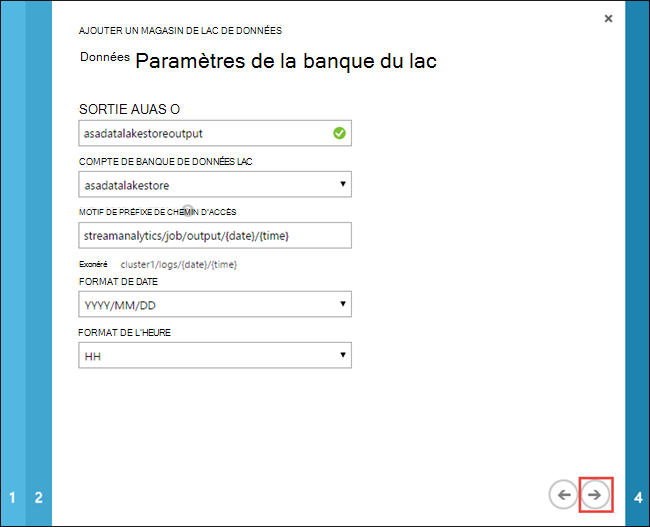 AJOUTER UN MAGASIN DE LAC DE DONNÉES
Données Paramètres de la banque du lac
SORTIE AUAS O
asadatalakestoreoutput
COMPTE DE BANQUE DE DONNÉES LAC
asadatalakestore
MOTIF DE PRÉFIXE DE CHEMIN D'ACCÈS
streamanalytics/job/output/{date}/{time}
Exonéré cluster1/logs/{date}/{time}
FORMAT DE DATE
YYYY/MM/DD
FORMAT DE L'HEURE
HH
1 2 4